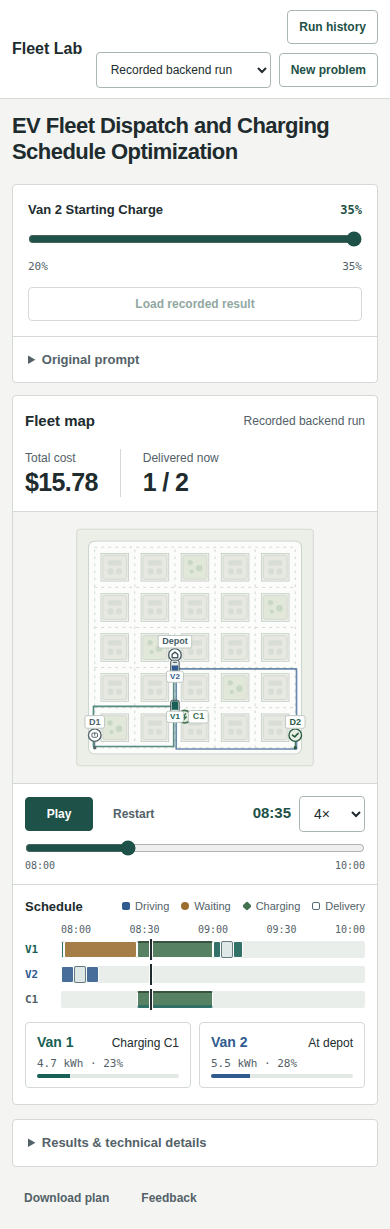 Run history
Fleet Lab
Recorded backend run
New problem
EV Fleet Dispatch and Charging
Schedule Optimization
Van 2 Starting Charge
35%
20%
35%
Load recorded result
Original prompt
Fleet map
Recorded backend run
Total cost
Delivered now
$15.78
1 / 2
Depot
V2
V1
C1
D1
D2
Play
Restart
08:35
4×
08:00
10:00
Schedule
Driving
Waiting
Charging
Delivery
08:00
08:30
09:00
09:30
10:00
V1
V2
C1
Van 1
Charging C1
4.7 kWh · 23%
Van 2
At depot
5.5 kWh · 28%
Results & technical details
Download plan
Feedback